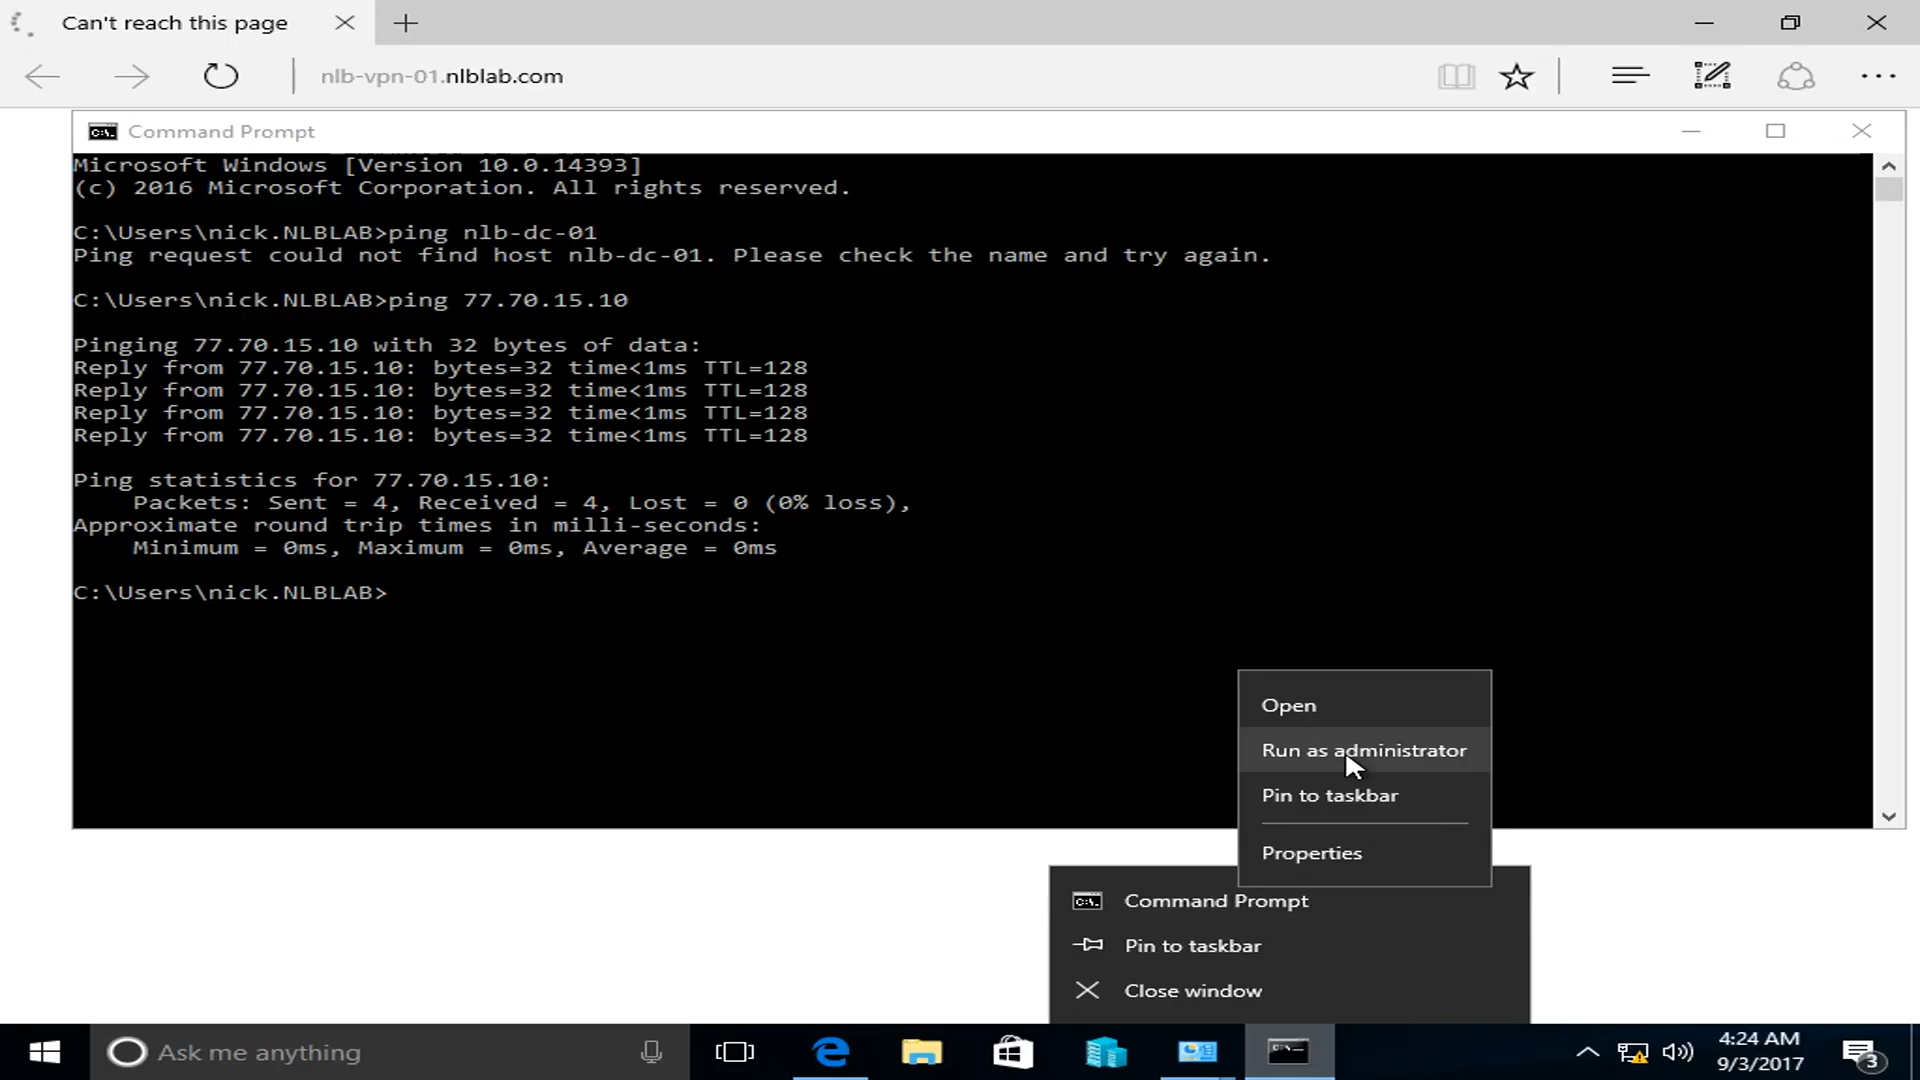 Can't reach this page
nlb-vpn-01.nlblab.com
Command Prompt
Microsoft Windows [Version 10.0.14393]
(c) 2016 Microsoft Corporation. All rights reserved.
C:\Users\nick.NLBLAB>ping nlb-dc-01
Ping request could not find host nlb-dc-01. Please check the name and try again.
C:\Users\nick.NLBLAB>ping 77.70.15.10
Pinging 77.70.15.10 with 32 bytes of data:
Reply from 77.70.15.10: bytes=32 time<1ms TTL=128
Reply from 77.70.15.10: bytes=32 time<1ms TTL=128
Reply from 77.70.15.10: bytes=32 time<1ms TTL=128
Reply from 77.70.15.10: bytes=32 time<1ms TTL=128
Ping statistics for 77.70.15.10:
    Packets: Sent = 4, Received = 4, Lost = 0 (0% loss),
Approximate round trip times in milli-seconds:
    Minimum = 0ms, Maximum = 0ms, Average = 0ms
C:\Users\nick.NLBLAB>
Open
Run as administrator
Pin to taskbar
Properties
Command Prompt
Pin to taskbar
Close window
Ask me anything
4:24 AM
9/3/2017
3